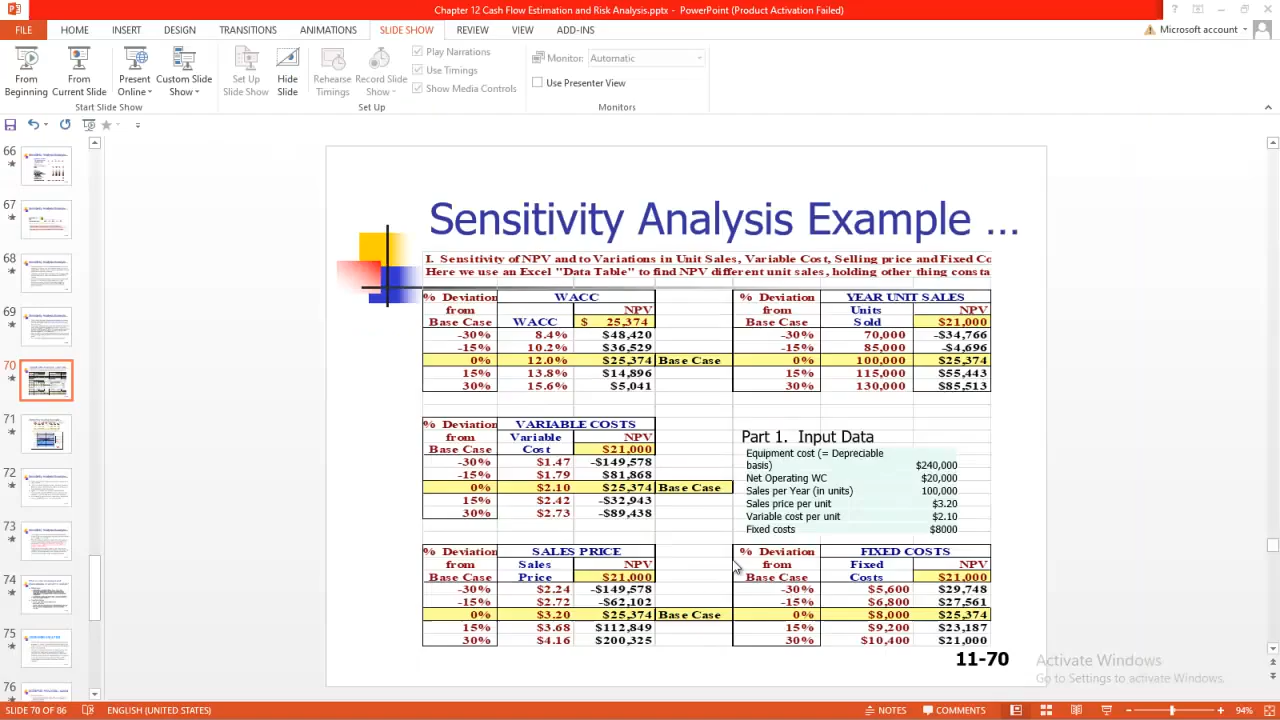 Chapter 12 Cash Flow Estimation and Risk Analysis.pptx - PowerPoint (Product Activation Failed)
FILE HOME INSERT DESIGN TRANSITIONS ANIMATIONS SLIDE SHOW REVIEW VIEW ADD-INS Microsoft account
From Beginning
From Current Slide
Present Online
Custom Slide Show
Set Up Slide Show
Hide Slide
Rehearse Timings
Record Slide Show
Play Narrations
Use Timings
Show Media Controls
Monitor: Automatic
Use Presenter View
Start Slide Show Set Up Monitors
66
67
68
69
70
71
72
73
74
75
76
Sensitivity Analysis Example ...
I. Sensitivity of NPV and to Variations in Unit Sales, Variable Cost, Selling price and Fixed Co
Here we use an Excel "Data Table" to find NPV different unit sales, holding other thing consta
% Deviation WACC
from NPV
Base Case WACC $ 25,374
-30% 8.4% $48,420
-15% 10.2% $36,529
0% 12.0% $25,374 Base Case
15% 13.8% $14,896
30% 15.6% $5,041
% Deviation YEAR UNIT SALES
from Units NPV
Base Case Sold $21,000
-30% 70,000 -$34,766
-15% 85,000 -$4,696
0% 100,000 $25,374
15% 115,000 $55,443
30% 130,000 $85,513
% Deviation VARIABLE COSTS
from Variable NPV
Base Case Cost $21,000
-30% $1.47 -$149,578
-15% $1.79 $81,868
0% $2.10 $25,374 Base Case
15% $2.42 -$32,943
30% $2.73 -$89,438
Part 1. Input Data
Equipment cost (= Depreciable
basis) $240,000
Net Operating WC $20,000
Sales per Year (in units) 100,000
Sales price per unit $3.20
Variable cost per unit $2.10
Fixed costs $8000
% Deviation SALES PRICE
from Sales NPV
Base Case Price $21,000
-30% $2.24 -$149,578
-15% $2.72 -$62,102
0% $3.20 $25,374 Base Case
15% $3.68 $112,849
30% $4.16 $200,325
% Deviation FIXED COSTS
from Fixed NPV
Base Case Costs $21,000
-30% $5,600 $29,748
-15% $6,800 $27,561
0% $8,000 $25,374
15% $9,200 $23,187
30% $10,400 $21,000
11-70
Activate Windows
Go to Settings to activate Windows.
SLIDE 70 OF 86 ENGLISH (UNITED STATES) NOTES COMMENTS 94%